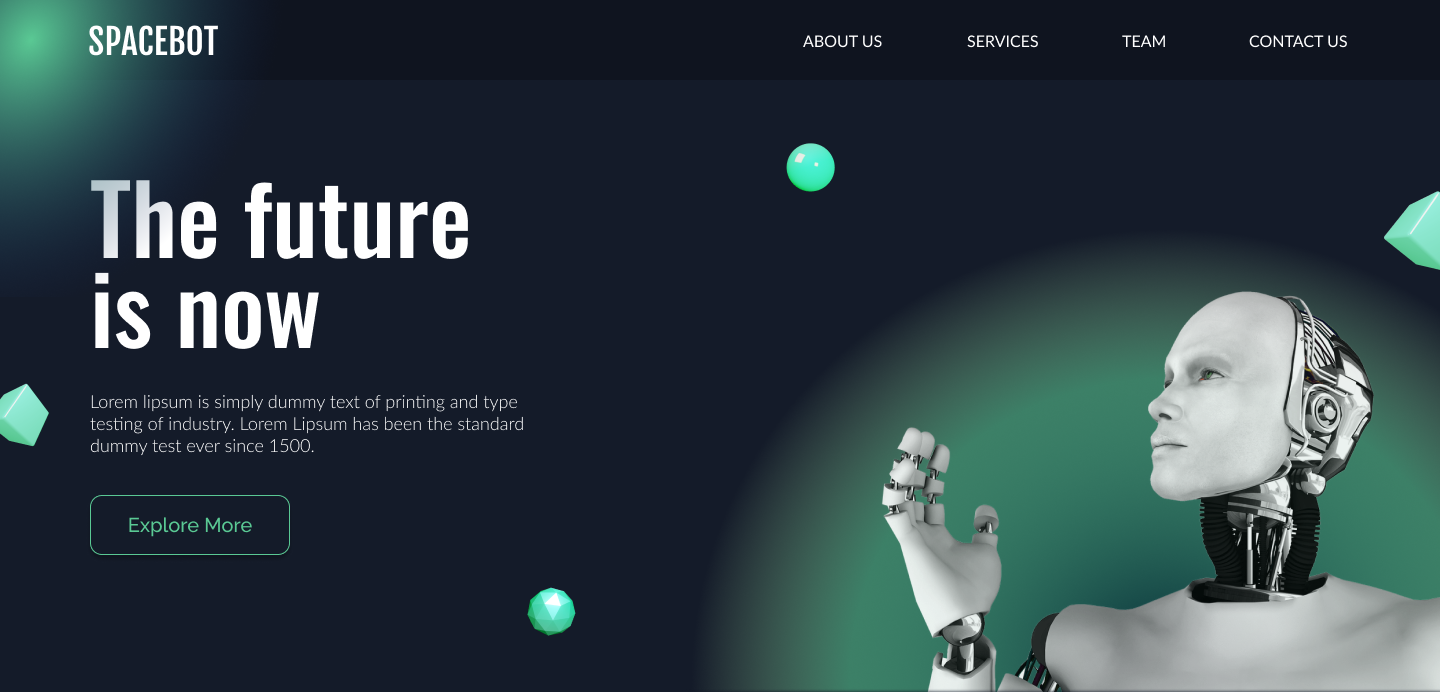 SPACEBOT
ABOUT US SERVICES TEAM CONTACT US
The future
is now
Lorem lipsum is simply dummy text of printing and type
testing of industry. Lorem Lipsum has been the standard
dummy test ever since 1500.
Explore More